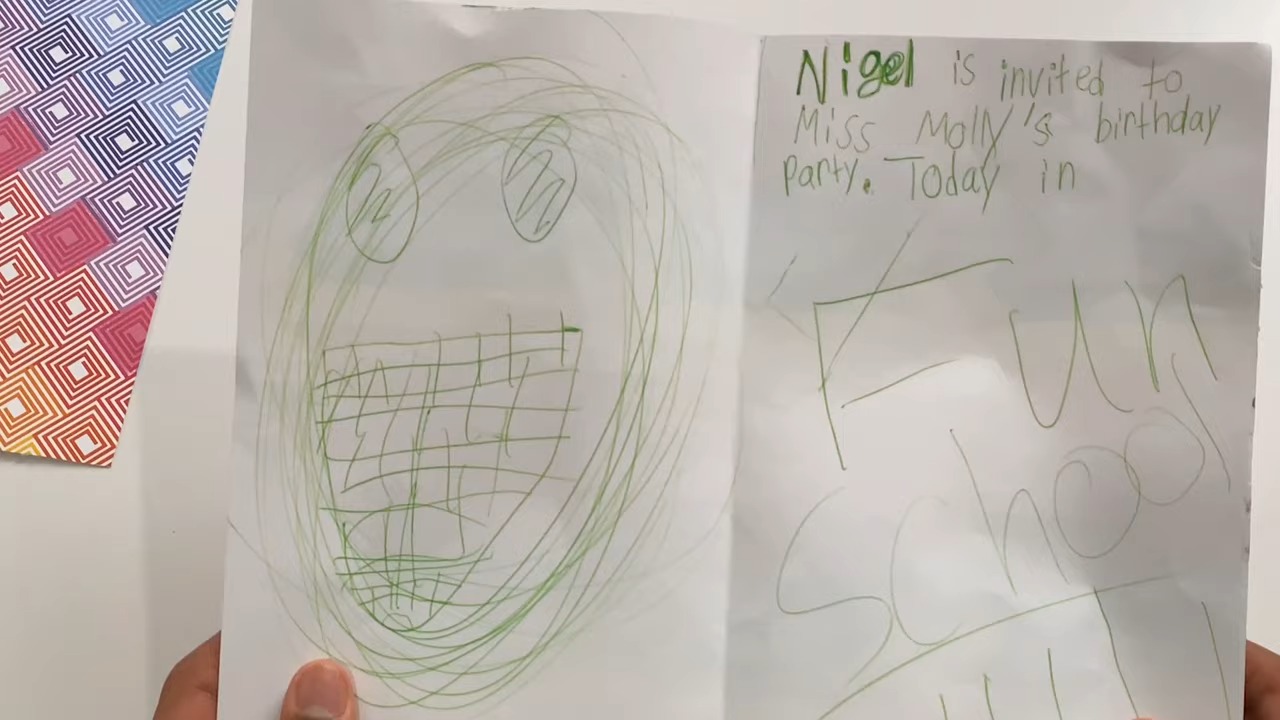 Nigel is invited to
Miss Molly's birthday
Party. Today in
Fun
School